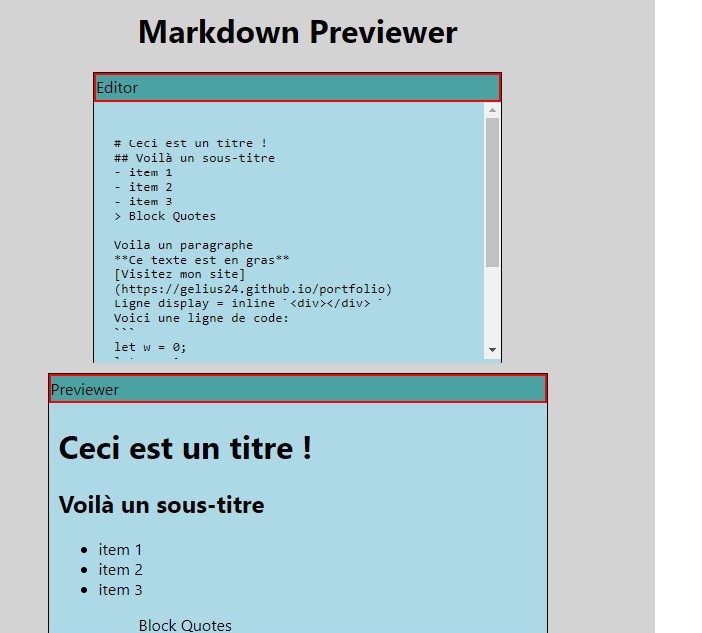 Markdown Previewer
Editor
# Ceci est un titre !
## Voilà un sous-titre
- item 1
- item 2
- item 3
> Block Quotes
Voila un paragraphe
**Ce texte est en gras**
[Visitez mon site]
(https://gelius24.github.io/portfolio)
Ligne display = inline `<div></div> `
Voici une ligne de code:
```
let w = 0;
Previewer
Ceci est un titre !
Voilà un sous-titre
• item 1
• item 2
• item 3
Block Quotes